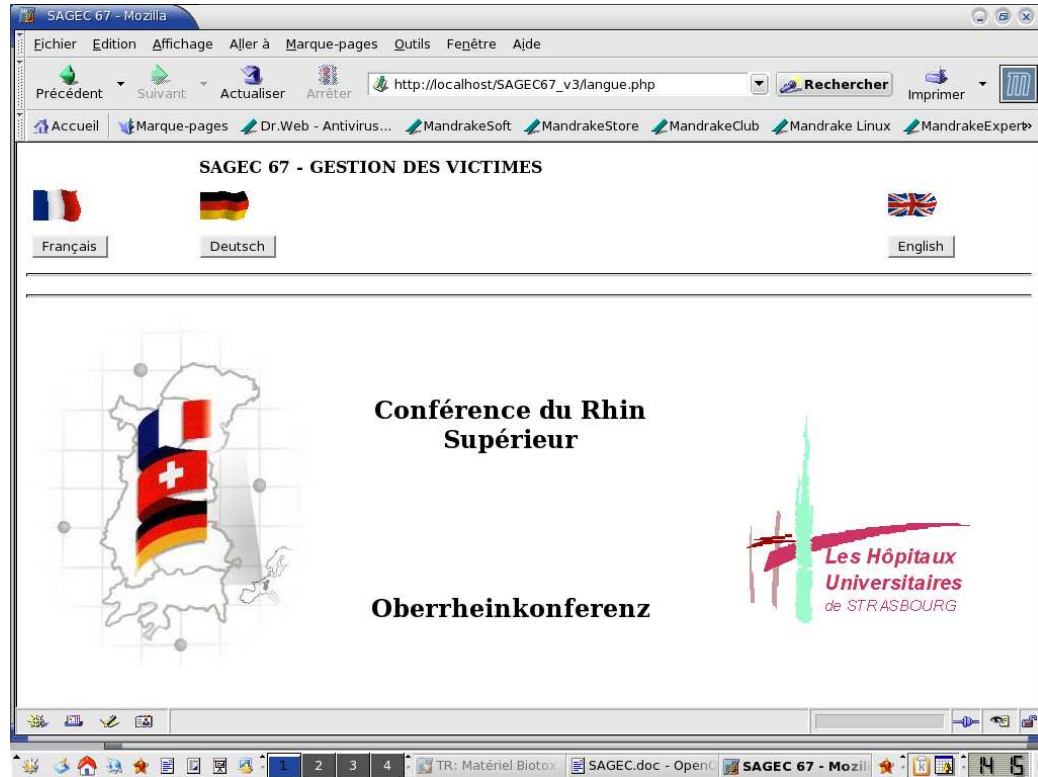 SAGEC 67 - Mozilla
Eichier Edition Affichage Aller à Marque-pages Outils Fenêtre Aide
Précédent Suivant Actualiser Arrêter http://localhost/SAGEC67_v3/langue.php Rechercher Imprimer
Accueil Marque-pages Dr.Web - Antivirus... MandrakeSoft MandrakeStore MandrakeClub Mandrake Linux MandrakeExpert
SAGEC 67 - GESTION DES VICTIMES
Français Deutsch English
Conférence du Rhin
Supérieur
Les Hôpitaux
Universitaires
de STRASBOURG
Oberrheinkonferenz
1 2 3 4 TR: Matériel Biotox SAGEC.doc - OpenO SAGEC 67 - Mozil 14 15